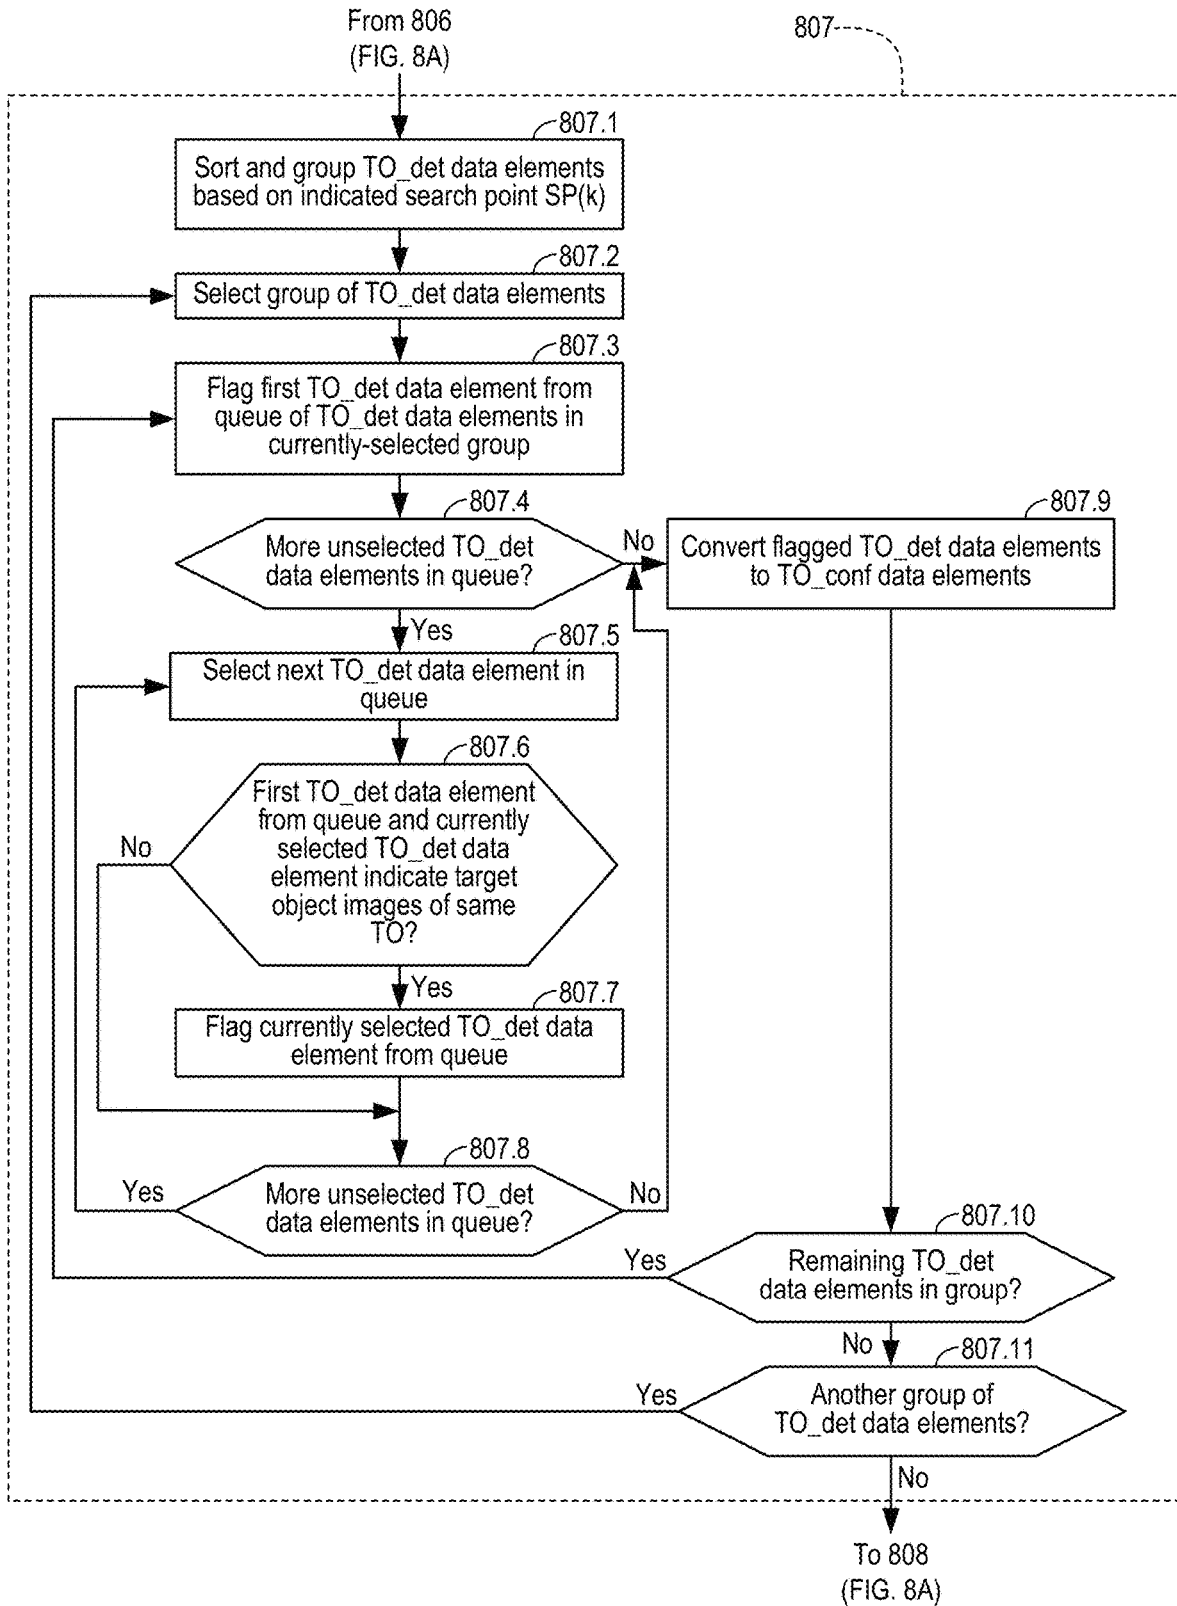 From 806
(FIG. 8A)
807
807.1
Sort and group TO_det data elements
based on indicated search point SP(k)
807.2
Select group of TO_det data elements
807.3
Flag first TO_det data element from
queue of TO_det data elements in
currently-selected group
807.4
More unselected TO_det
data elements in queue?
No
807.9
Convert flagged TO_det data elements
to TO_conf data elements
Yes
807.5
Select next TO_det data element in
queue
807.6
First TO_det data element
from queue and currently
selected TO_det data
element indicate target
object images of same
TO?
No
Yes
807.7
Flag currently selected TO_det data
element from queue
807.8
More unselected TO_det
data elements in queue?
Yes
No
807.10
Remaining TO_det
data elements in group?
Yes
No
807.11
Another group of
TO_det data elements?
Yes
No
To 808
(FIG. 8A)